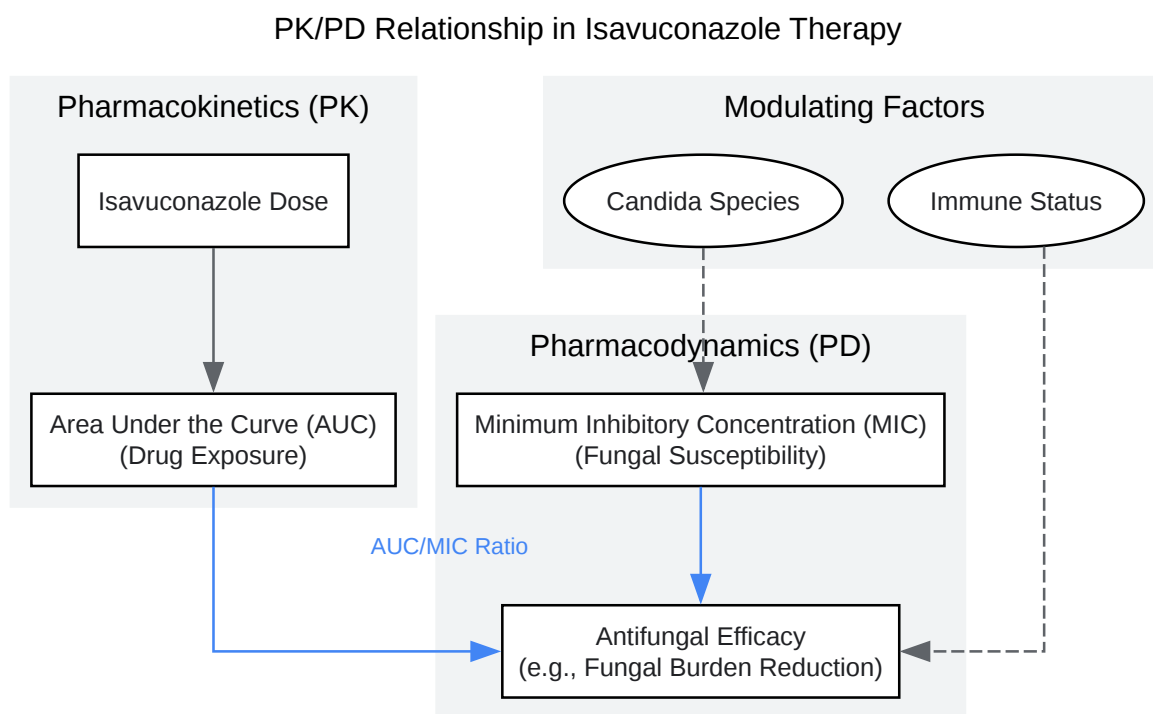 PK/PD Relationship in Isavuconazole Therapy
Pharmacokinetics (PK)
Modulating Factors
Isavuconazole Dose
Candida Species
Immune Status
Pharmacodynamics (PD)
Area Under the Curve (AUC)
(Drug Exposure)
Minimum Inhibitory Concentration (MIC)
(Fungal Susceptibility)
AUC/MIC Ratio
Antifungal Efficacy
(e.g., Fungal Burden Reduction)